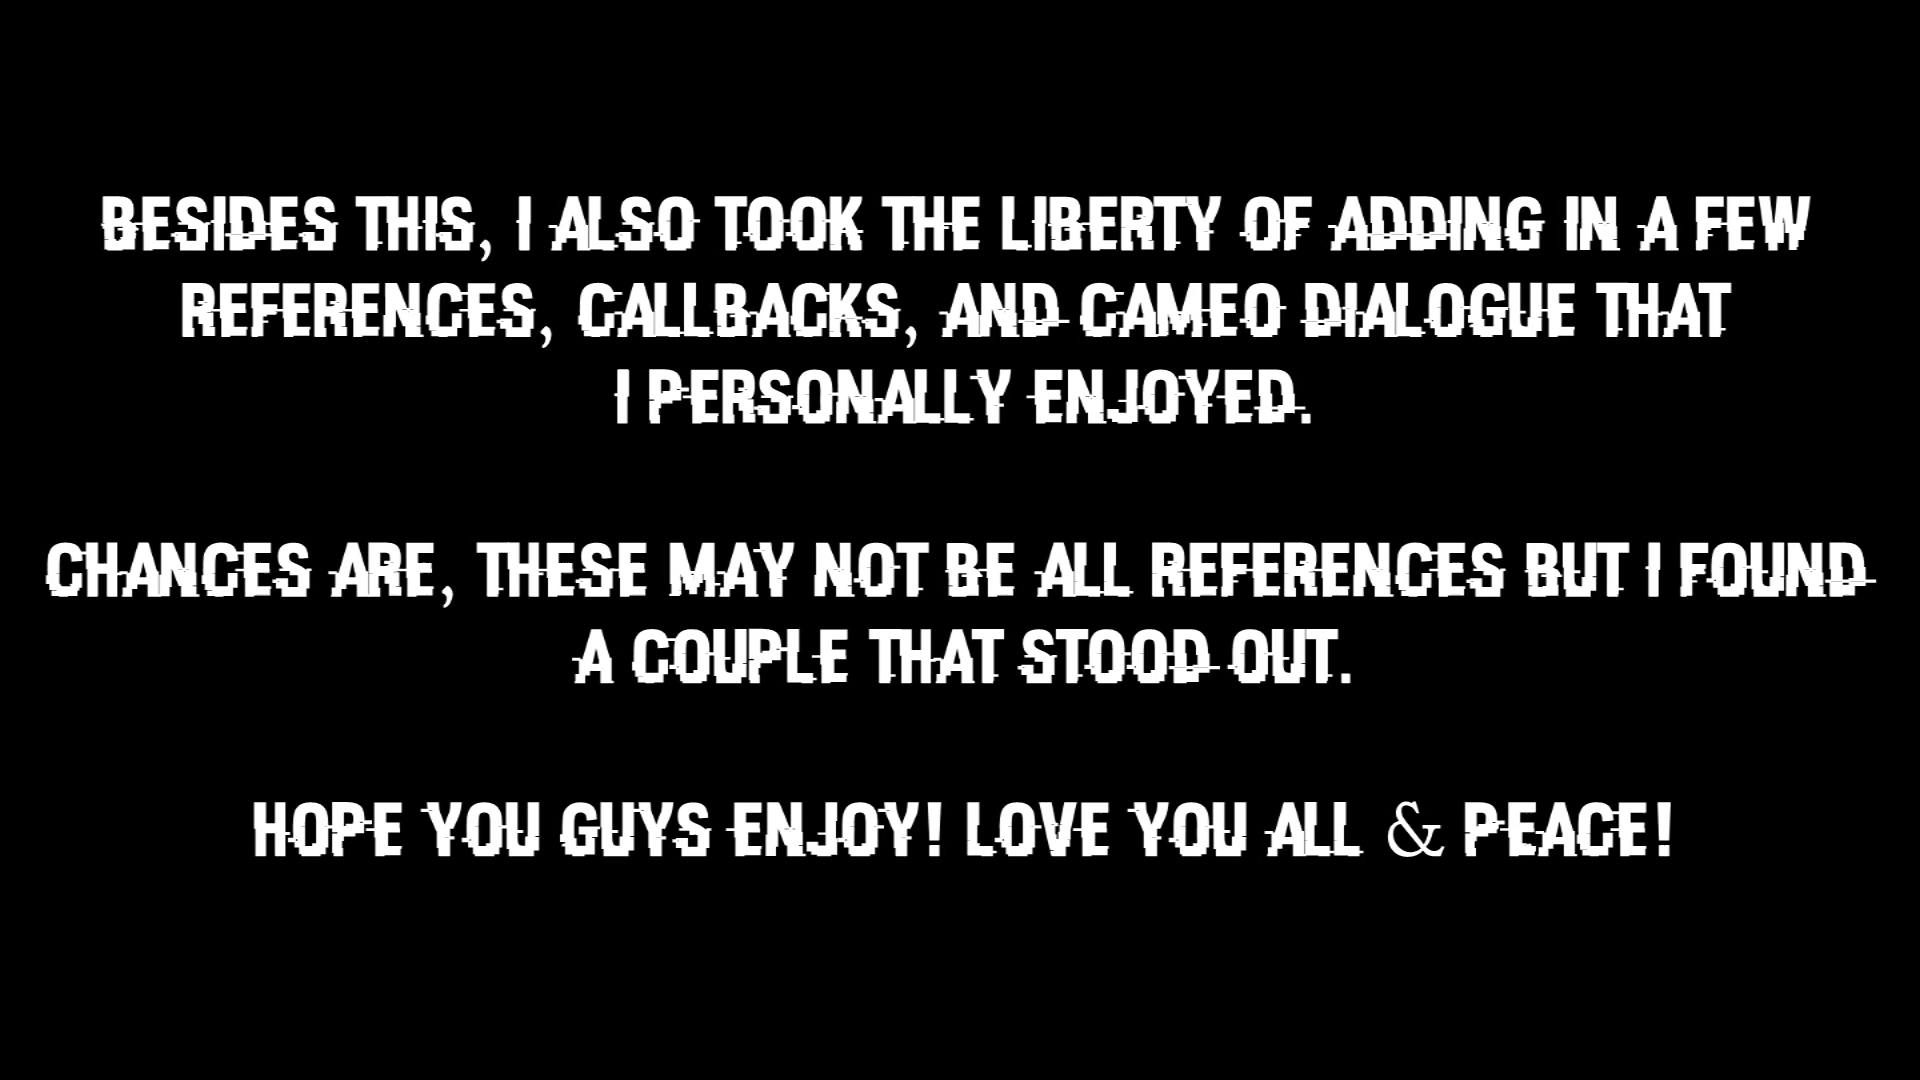 BESIDES THIS, I ALSO TOOK THE LIBERTY OF ADDING IN A FEW
REFERENCES, CALLBACKS, AND CAMEO DIALOGUE THAT
I PERSONALLY ENJOYED.
CHANCES ARE, THESE MAY NOT BE ALL REFERENCES BUT I FOUND
A COUPLE THAT STOOD OUT.
HOPE YOU GUYS ENJOY! LOVE YOU ALL & PEACE!